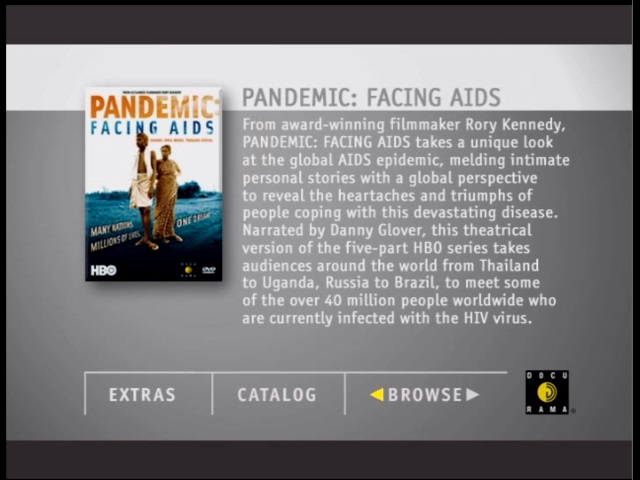 PANDEMIC:
FACING AIDS
MANY NATIONS.
MILLIONS OF LIVES.
ONE DREAM.
HBO
DVD
PANDEMIC: FACING AIDS
From award-winning filmmaker Rory Kennedy,
PANDEMIC: FACING AIDS takes a unique look
at the global AIDS epidemic, melding intimate
personal stories with a global perspective
to reveal the heartaches and triumphs of
people coping with this devastating disease.
Narrated by Danny Glover, this theatrical
version of the five-part HBO series takes
audiences around the world from Thailand
to Uganda, Russia to Brazil, to meet some
of the over 40 million people worldwide who
are currently infected with the HIV virus.
EXTRAS
CATALOG
BROWSE
DOCU
RAMA